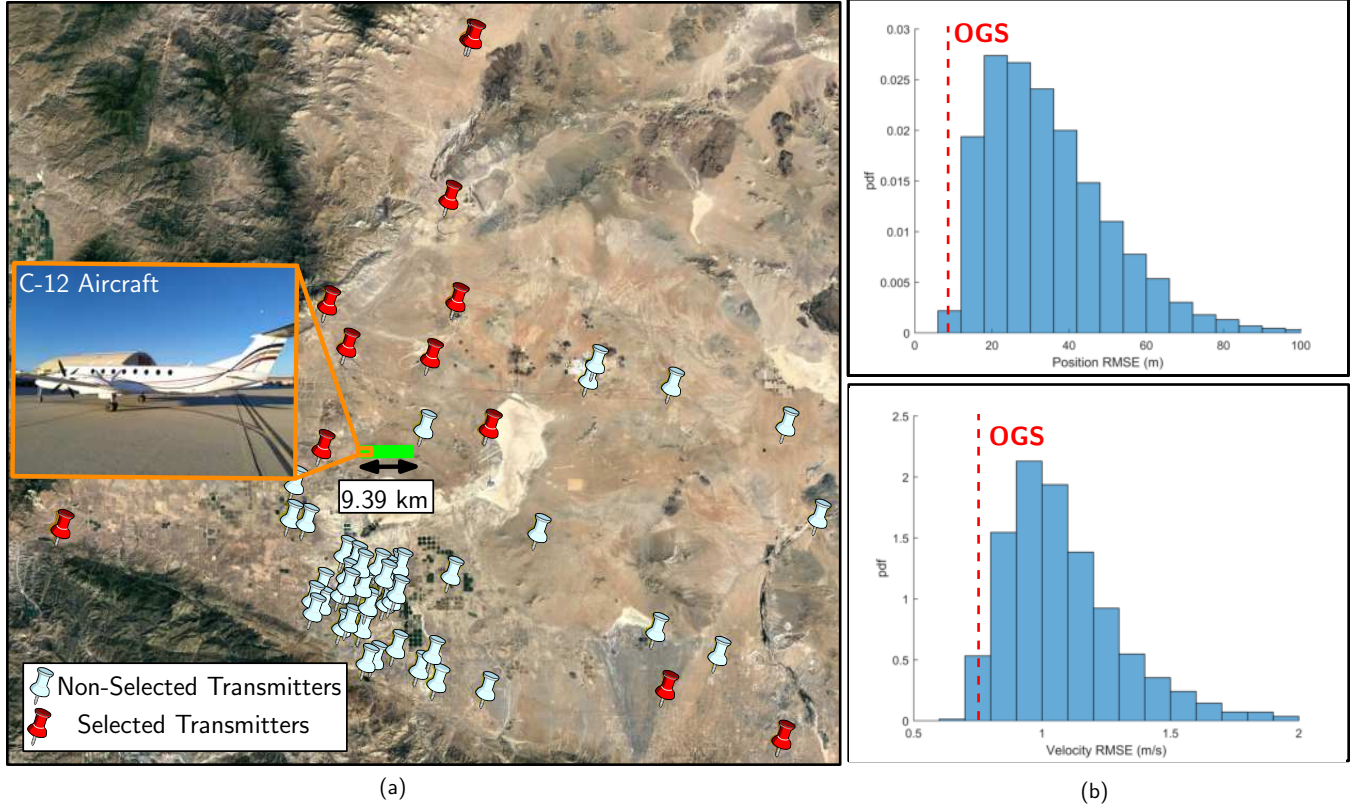 C-12 Aircraft
9.39 km
Non-Selected Transmitters
Selected Transmitters
(a)
OGS
0.03
0.025
0.02
0.015
0.01
0.005
0
pdf
0 20 40 60 80 100
Position RMSE (m)
OGS
2.5
2
1.5
1
0.5
0
pdf
0.5 1 1.5 2
Velocity RMSE (m/s)
(b)